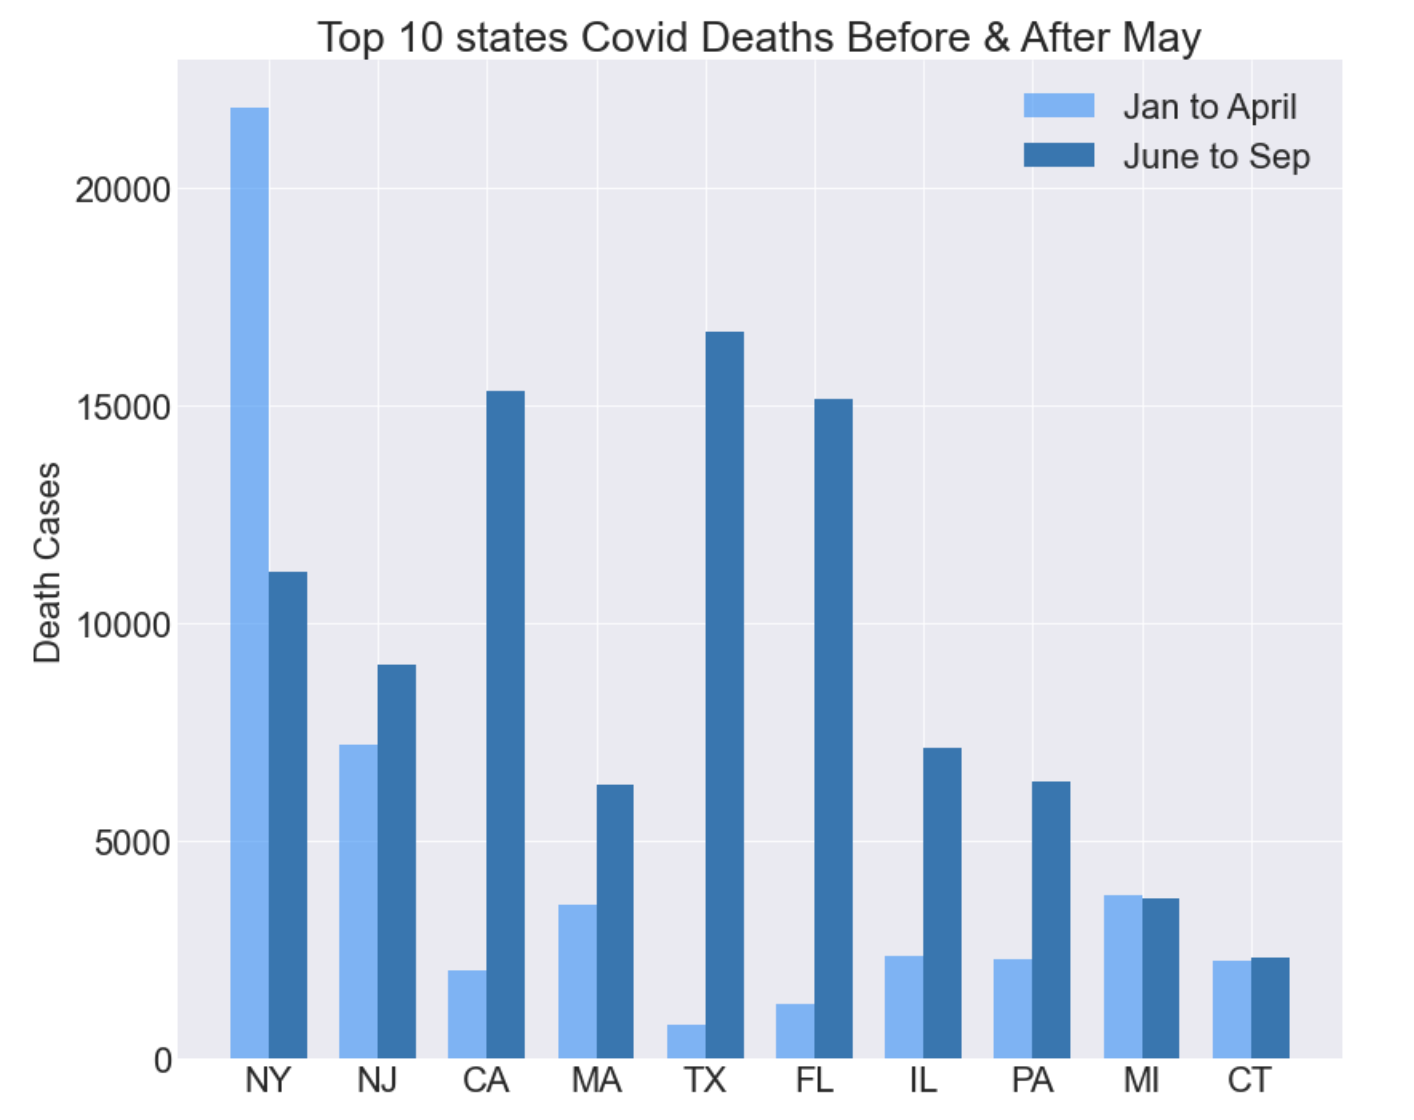 Top 10 states Covid Deaths Before & After May
Jan to April
June to Sep
Death Cases
20000
15000
10000
5000
0
NY NJ CA MA TX FL IL PA MI CT